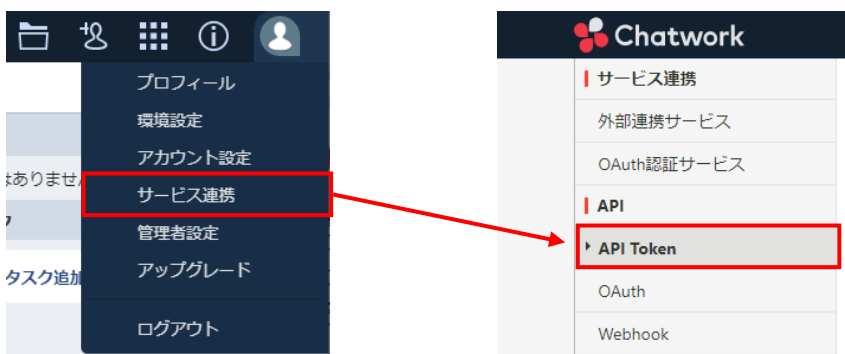 プロフィール
環境設定
アカウント設定
サービス連携
管理者設定
アップグレード
ログアウト
はありませ
タスク追加
Chatwork
サービス連携
外部連携サービス
OAuth認証サービス
API
API Token
OAuth
Webhook